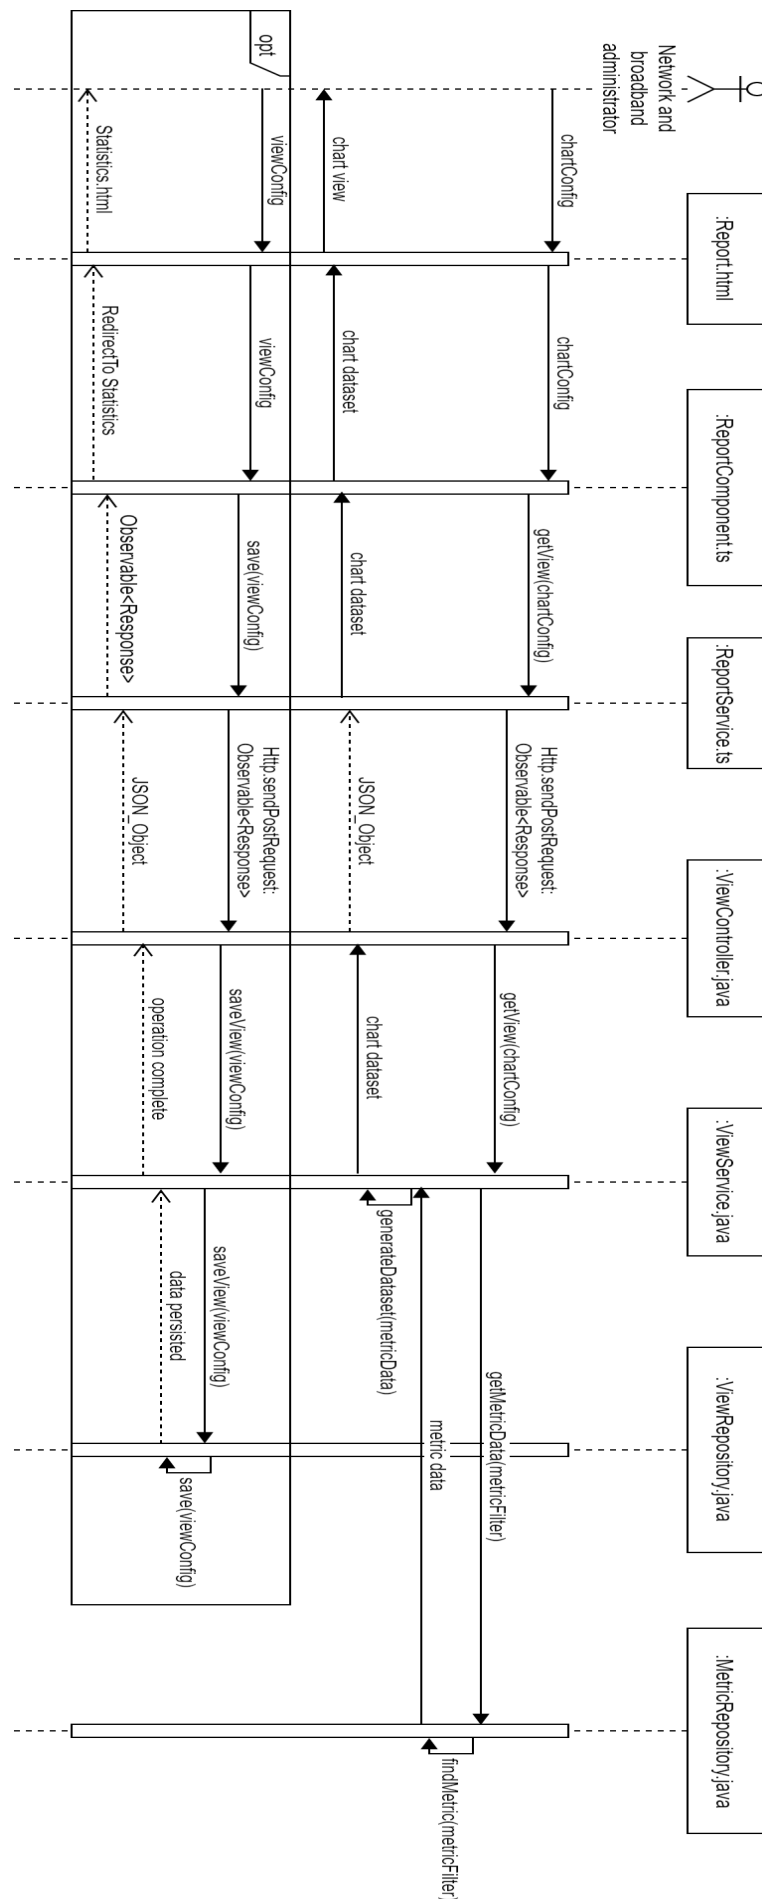 Network and
broadband
administrator
:Report.html
:ReportComponent.ts
:ReportService.ts
:ViewController.java
:ViewService.java
:ViewRepository.java
:MetricRepository.java
chartConfig
chartConfig
getView(chartConfig)
Http.sendPostRequest:
Observable<Response>
getView(chartConfig)
getMetricData(metricFilter)
findMetric(metricFilter)
metric data
generateDataset(metricData)
chart dataset
JSON_Object
chart dataset
chart dataset
chart view
opt
viewConfig
viewConfig
save(viewConfig)
Http.sendPostRequest:
Observable<Response>
saveView(viewConfig)
saveView(viewConfig)
save(viewConfig)
data persisted
operation complete
JSON_Object
Observable<Response>
RedirectTo Statistics
Statistics.html